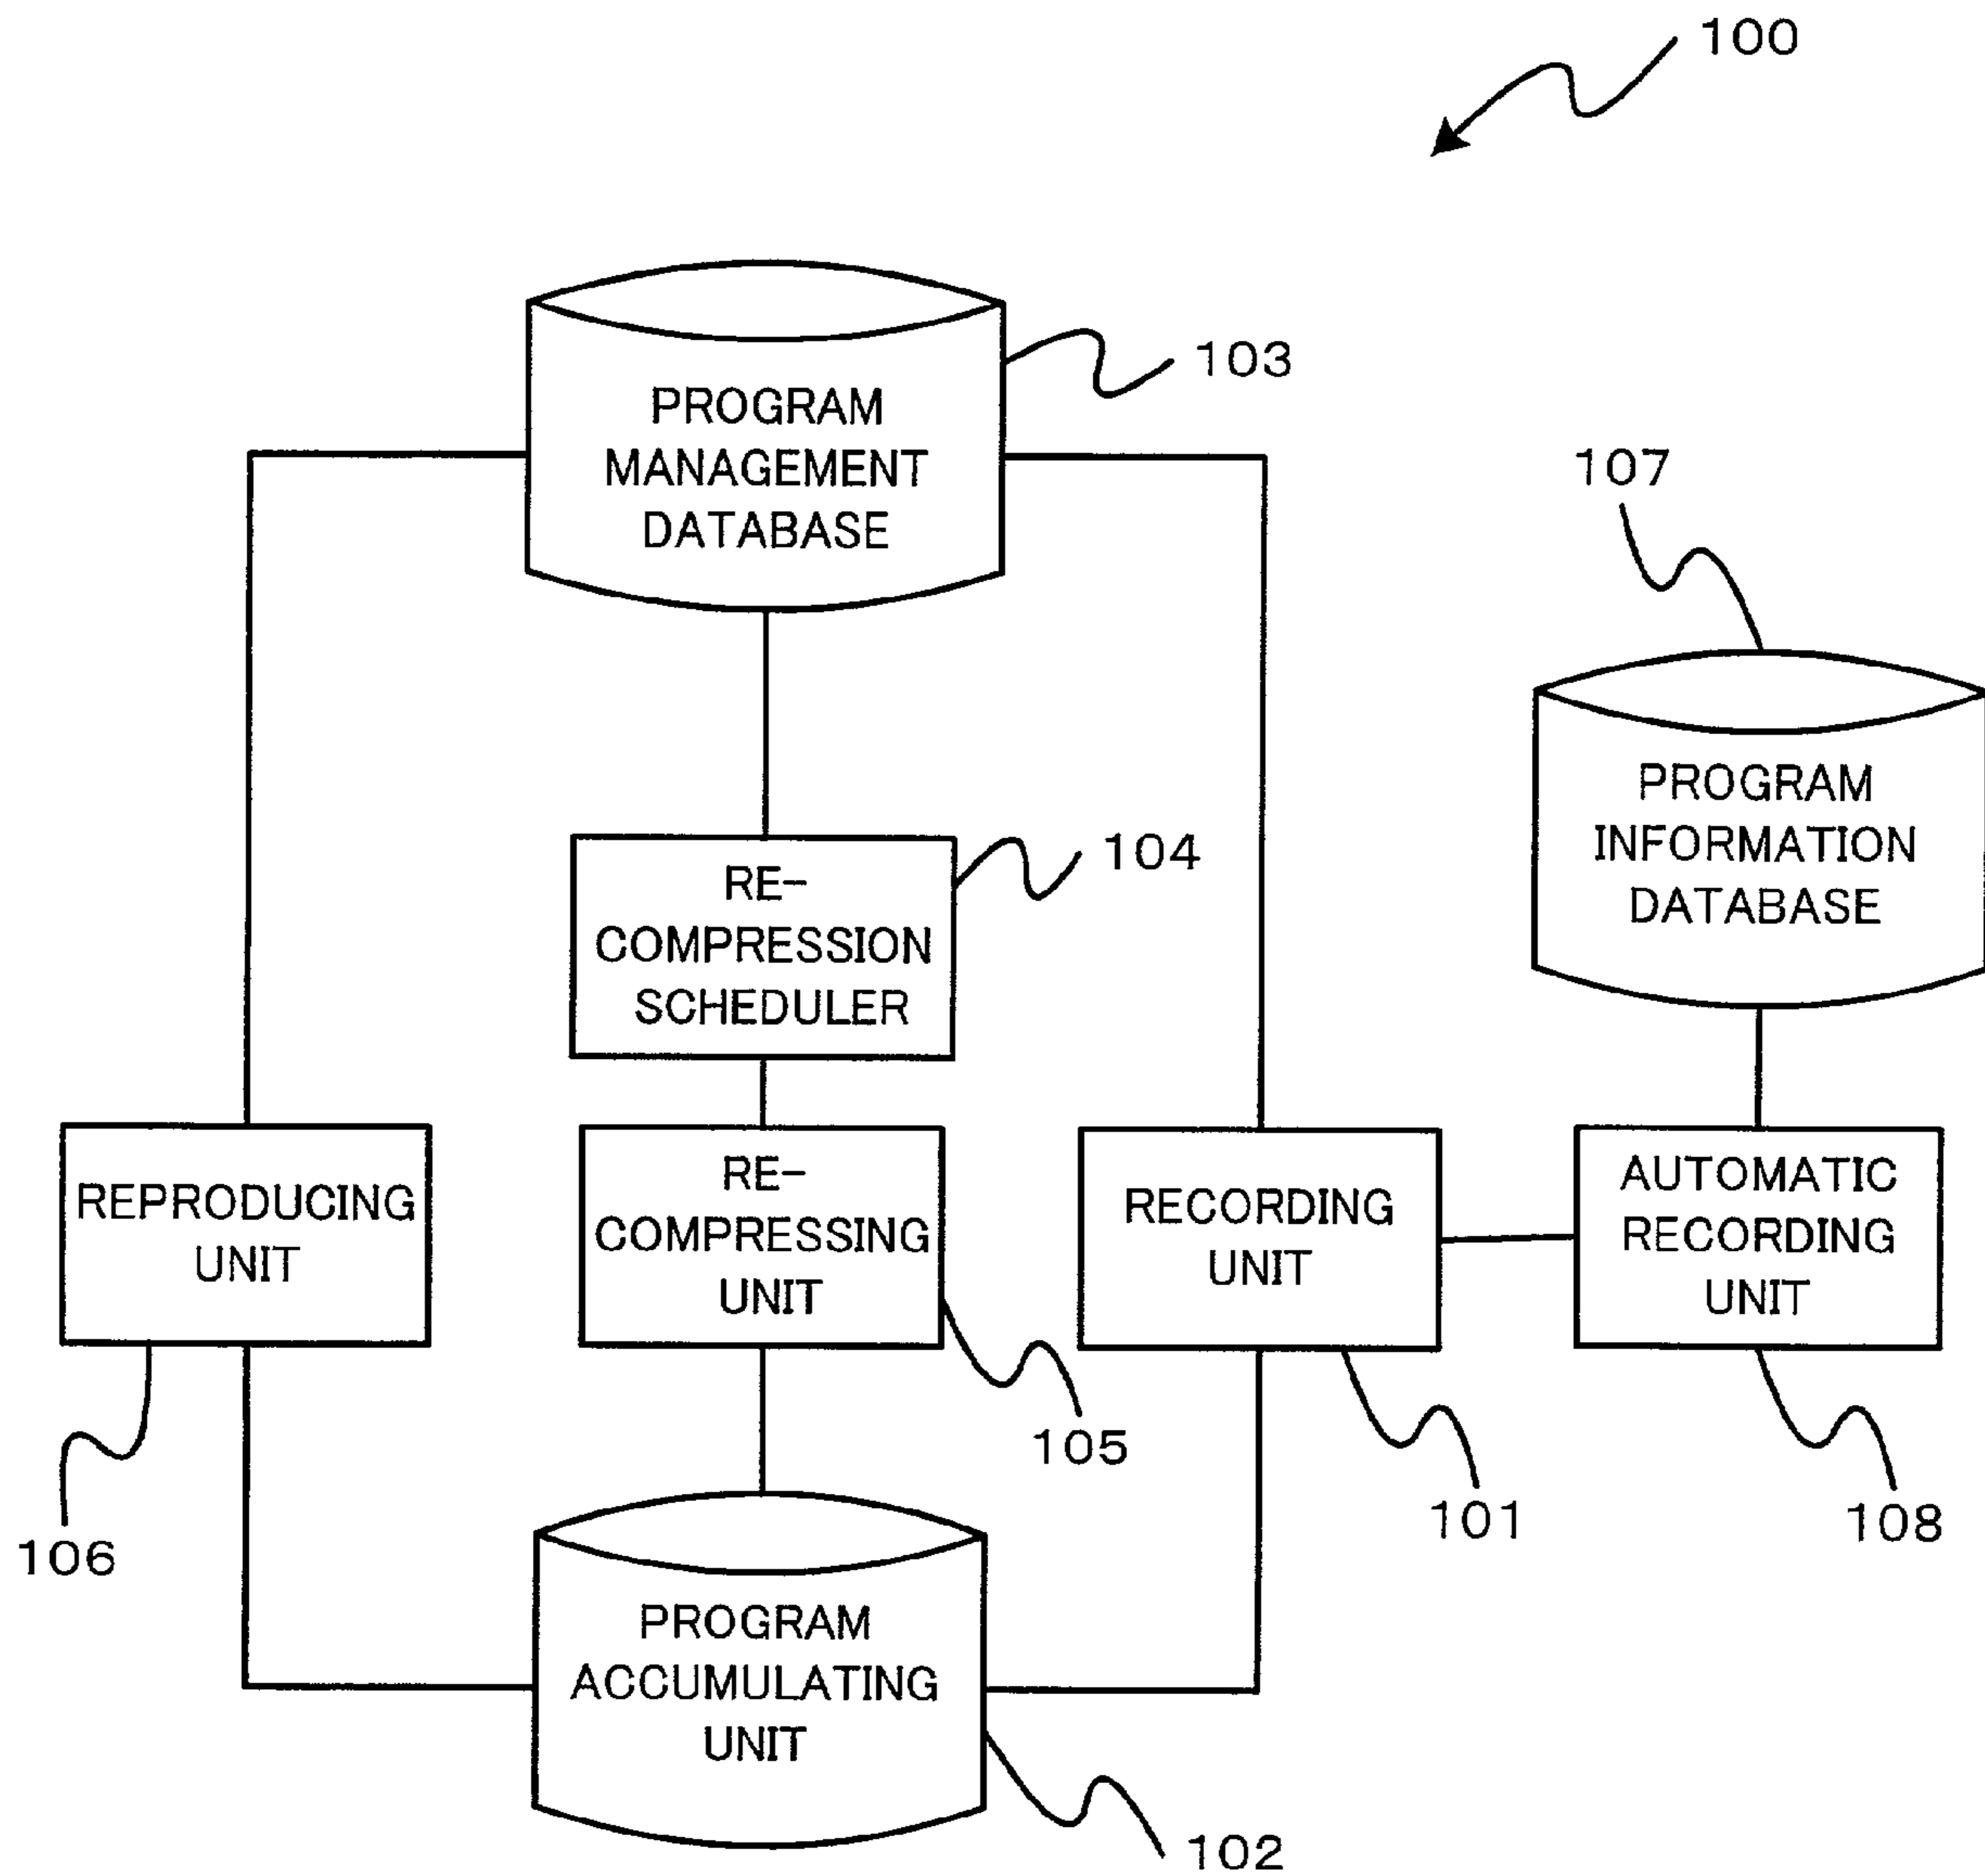 100
103
PROGRAM
MANAGEMENT
DATABASE
107
PROGRAM
INFORMATION
DATABASE
104
RE-
COMPRESSION
SCHEDULER
REPRODUCING
UNIT
RE-
COMPRESSING
UNIT
RECORDING
UNIT
AUTOMATIC
RECORDING
UNIT
106
105
101
108
PROGRAM
ACCUMULATING
UNIT
102